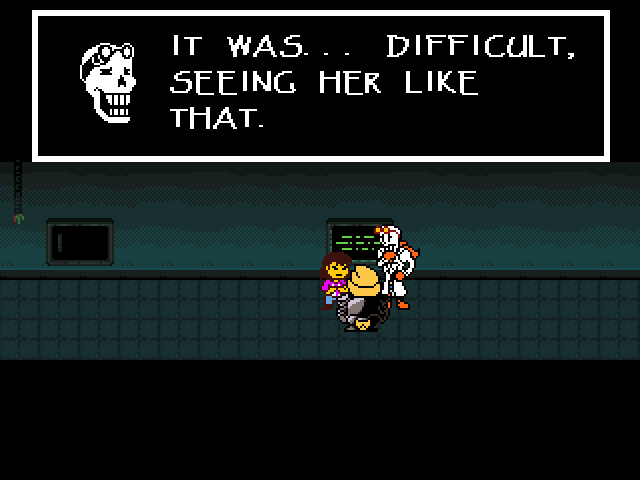 IT WAS... DIFFICULT,
SEEING HER LIKE
THAT.